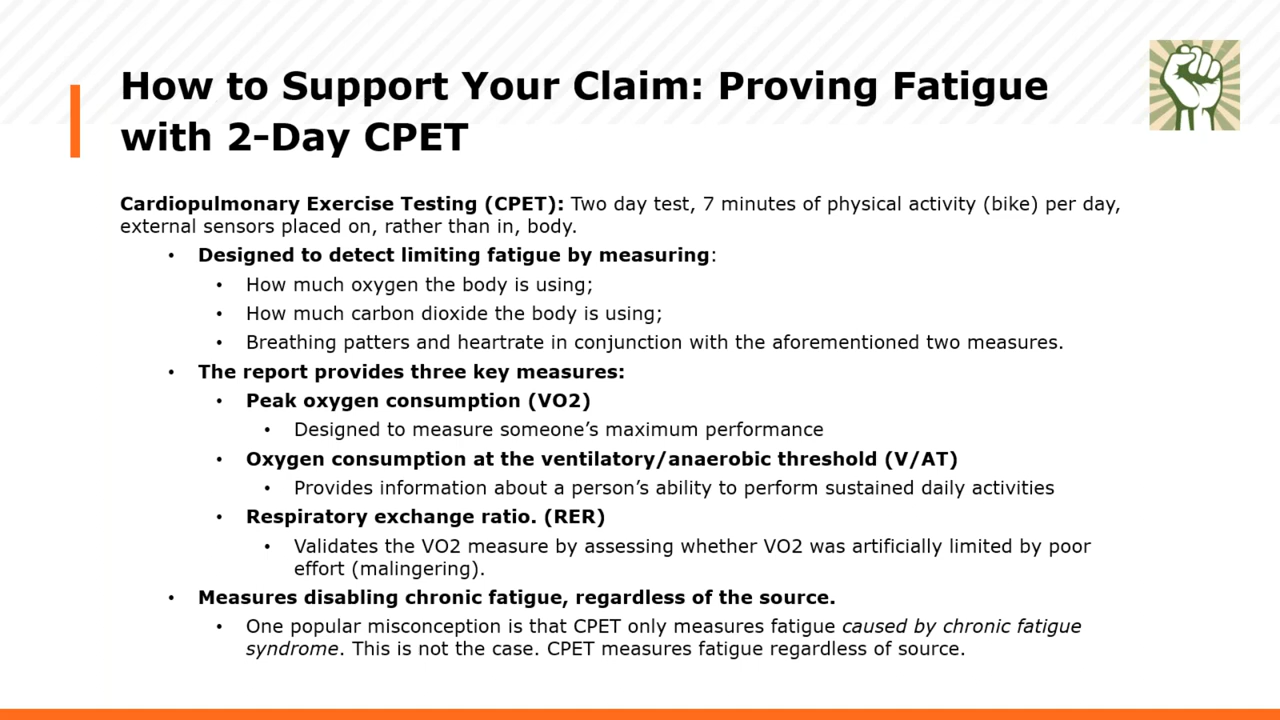 How to Support Your Claim: Proving Fatigue
with 2-Day CPET
Cardiopulmonary Exercise Testing (CPET): Two day test, 7 minutes of physical activity (bike) per day,
external sensors placed on, rather than in, body.
• Designed to detect limiting fatigue by measuring:
• How much oxygen the body is using;
• How much carbon dioxide the body is using;
• Breathing patters and heartrate in conjunction with the aforementioned two measures.
• The report provides three key measures:
• Peak oxygen consumption (VO2)
• Designed to measure someone’s maximum performance
• Oxygen consumption at the ventilatory/anaerobic threshold (V/AT)
• Provides information about a person’s ability to perform sustained daily activities
• Respiratory exchange ratio. (RER)
• Validates the VO2 measure by assessing whether VO2 was artificially limited by poor
effort (malingering).
• Measures disabling chronic fatigue, regardless of the source.
• One popular misconception is that CPET only measures fatigue caused by chronic fatigue
syndrome. This is not the case. CPET measures fatigue regardless of source.